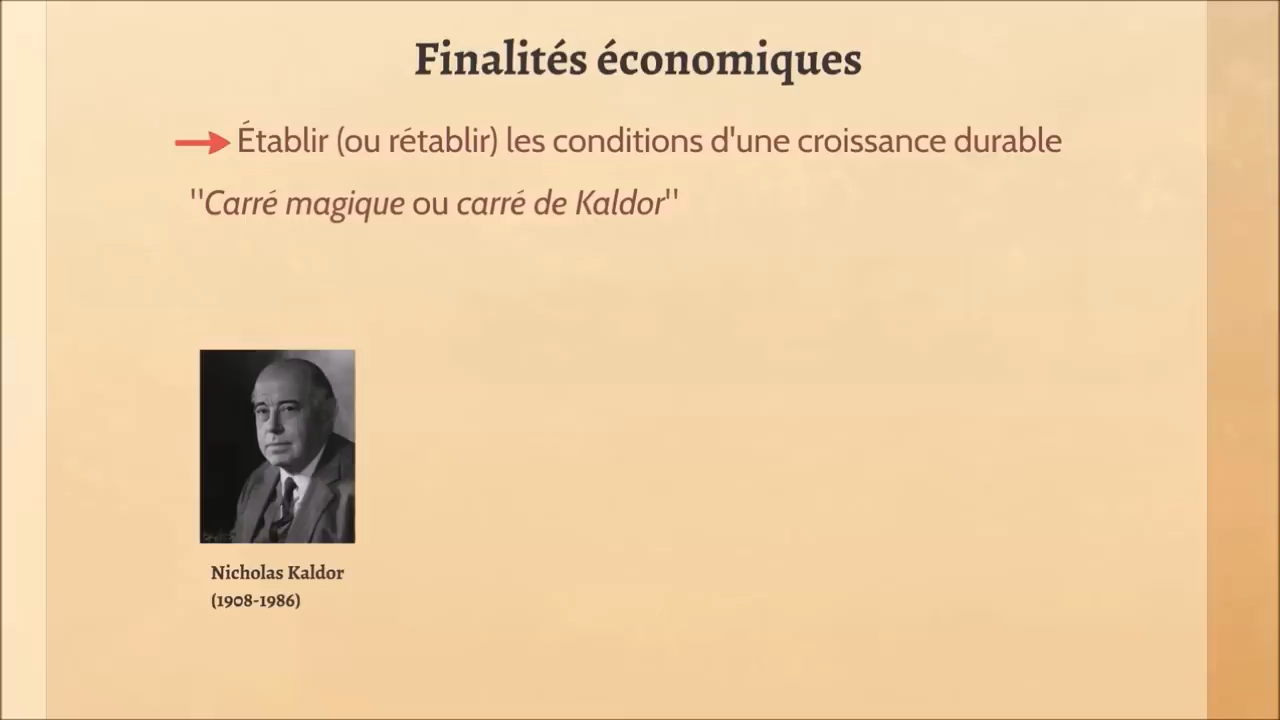 Finalités économiques
Établir (ou rétablir) les conditions d'une croissance durable
"Carré magique ou carré de Kaldor"
Nicholas Kaldor
(1908-1986)